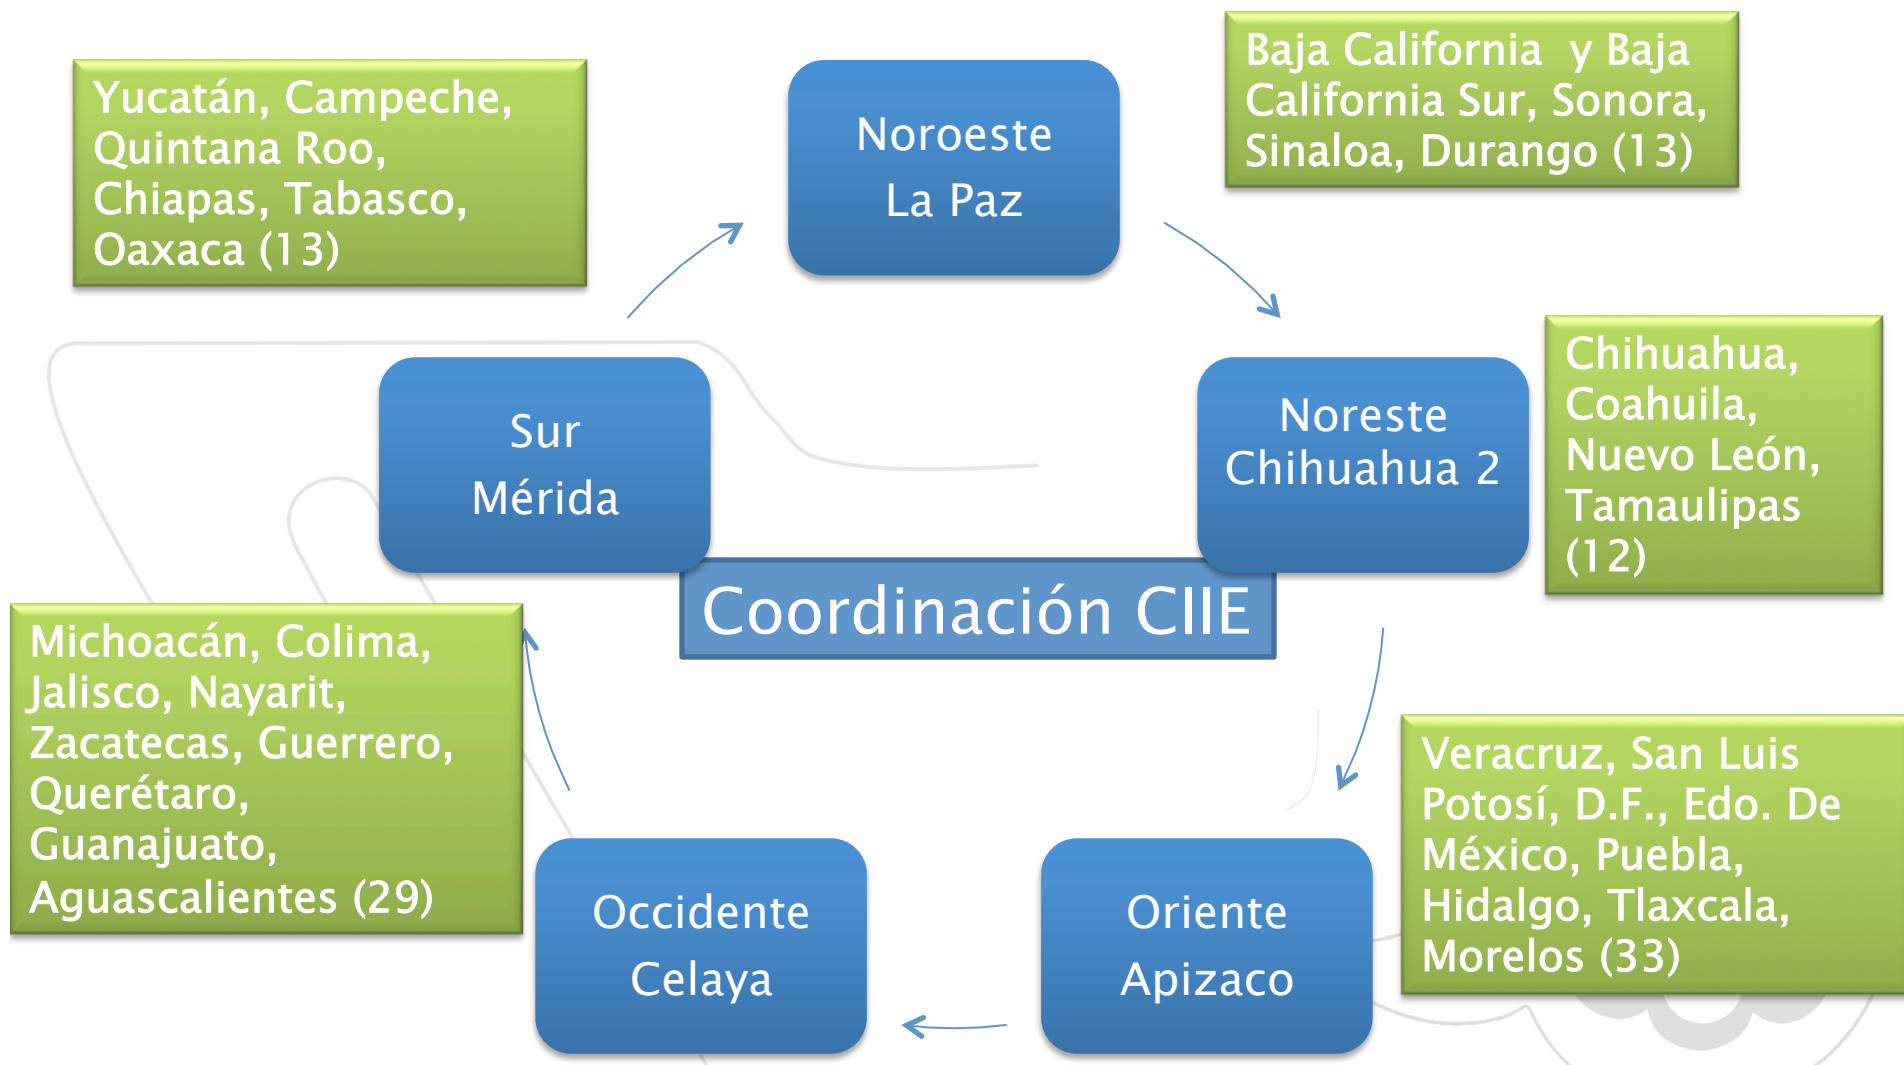 Yucatán, Campeche,
Quintana Roo,
Chiapas, Tabasco,
Oaxaca (13)
Noroeste
La Paz
Baja California  y Baja
California Sur, Sonora,
Sinaloa, Durango (13)
Sur
Mérida
Noreste
Chihuahua 2
Chihuahua,
Coahuila,
Nuevo León,
Tamaulipas
(12)
Coordinación CIIE
Michoacán, Colima,
Jalisco, Nayarit,
Zacatecas, Guerrero,
Querétaro,
Guanajuato,
Aguascalientes (29)
Occidente
Celaya
Oriente
Apizaco
Veracruz, San Luis
Potosí, D.F., Edo. De
México, Puebla,
Hidalgo, Tlaxcala,
Morelos (33)